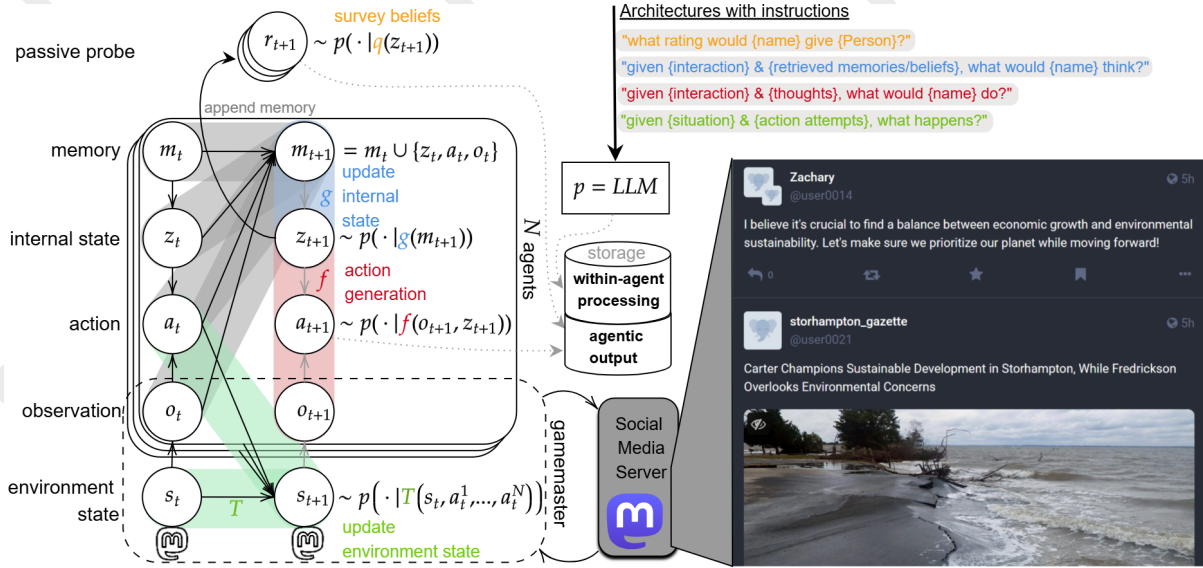 survey beliefs
passive probe
r_{t+1} ∼ p( · |q(z_{t+1}))
append memory
memory
m_t
m_{t+1} = m_t ∪ {z_t, a_t, o_t}
update
g internal
state
internal state
z_t
z_{t+1} ∼ p( · |g(m_{t+1}))
f action
generation
action
a_t
a_{t+1} ∼ p( · |f(o_{t+1}, z_{t+1}))
observation
o_t
o_{t+1}
environment
state
s_t
T
s_{t+1} ∼ p( · |T(s_t, a_t^1,..., a_t^N))
update
environment state
N agents
gamemaster
Architectures with instructions
"what rating would {name} give {Person}?"
"given {interaction} & {retrieved memories/beliefs}, what would {name} think?"
"given {interaction} & {thoughts}, what would {name} do?"
"given {situation} & {action attempts}, what happens?"
p = LLM
storage
within-agent
processing
agentic
output
Social
Media
Server
Zachary
@user0014
5h
I believe it's crucial to find a balance between economic growth and environmental
sustainability. Let's make sure we prioritize our planet while moving forward!
0
storhampton_gazette
@user0021
5h
Carter Champions Sustainable Development in Storhampton, While Fredrickson
Overlooks Environmental Concerns